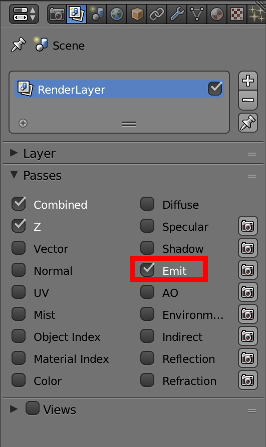 Scene
RenderLayer
Layer
Passes
Combined
Diffuse
Z
Specular
Vector
Shadow
Normal
Emit
UV
AO
Mist
Environm...
Object Index
Indirect
Material Index
Reflection
Color
Refraction
Views